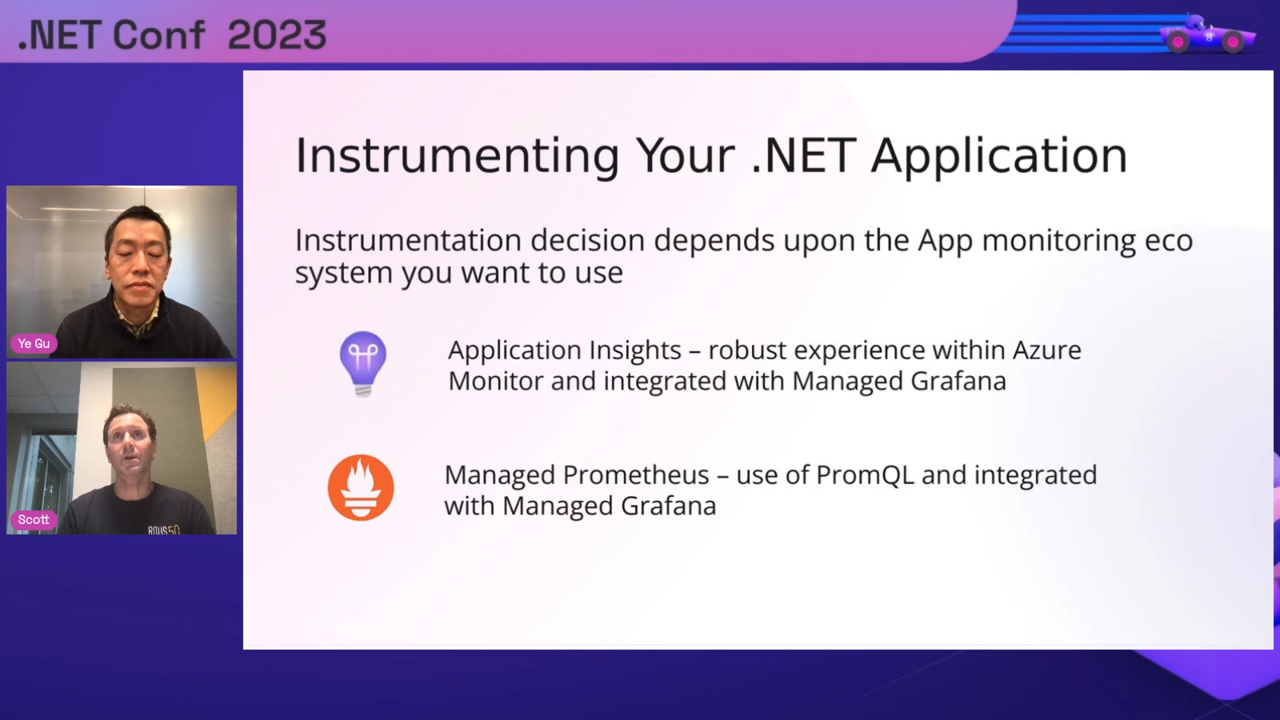 .NET Conf 2023
Instrumenting Your .NET Application
Instrumentation decision depends upon the App monitoring eco
system you want to use
Application Insights – robust experience within Azure
Monitor and integrated with Managed Grafana
Managed Prometheus – use of PromQL and integrated
with Managed Grafana
Ye Gu
Scott
8